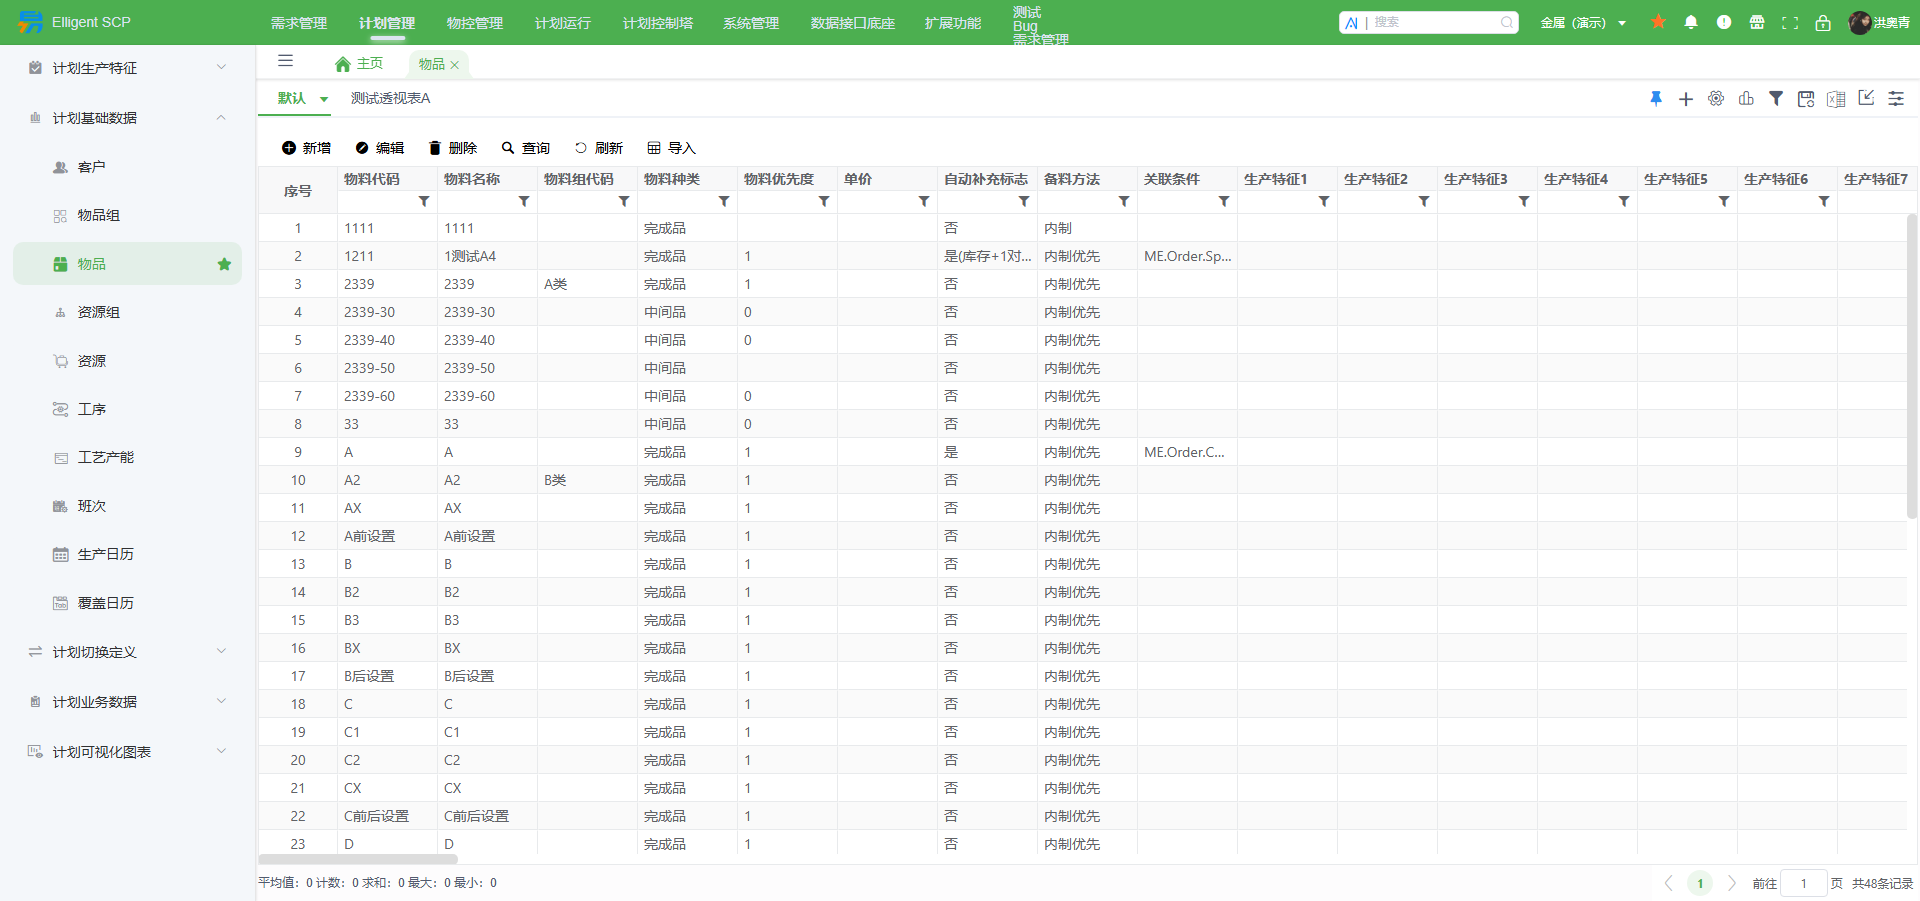 Elligent SCP
需求管理 计划管理 物控管理 计划运行 计划控制塔 系统管理 数据接口底座 扩展功能 测试
Bug
需求管理
AI | 搜索
金属（演示）
洪奥青
计划生产特征
计划基础数据
客户
物品组
物品
资源组
资源
工序
工艺产能
班次
生产日历
覆盖日历
计划切换定义
计划业务数据
计划可视化图表
主页 物品
默认 测试透视表A
新增 编辑 删除 查询 刷新 导入
序号 物料代码 物料名称 物料组代码 物料种类 物料优先度 单价 自动补充标志 备料方法 关联条件 生产特征1 生产特征2 生产特征3 生产特征4 生产特征5 生产特征6 生产特征7
1 1111 1111 完成品 否 内制
2 1211 1测试A4 完成品 1 是(库存+1对... 内制优先 ME.Order.Sp...
3 2339 2339 A类 完成品 1 否 内制优先
4 2339-30 2339-30 中间品 0 否 内制优先
5 2339-40 2339-40 中间品 0 否 内制优先
6 2339-50 2339-50 中间品 否 内制优先
7 2339-60 2339-60 中间品 0 否 内制优先
8 33 33 中间品 0 否 内制优先
9 A A 完成品 1 是 内制优先 ME.Order.C...
10 A2 A2 B类 完成品 1 否 内制优先
11 AX AX 完成品 1 否 内制优先
12 A前设置 A前设置 完成品 1 否 内制优先
13 B B 完成品 1 否 内制优先
14 B2 B2 完成品 1 否 内制优先
15 B3 B3 完成品 1 否 内制优先
16 BX BX 完成品 1 否 内制优先
17 B后设置 B后设置 完成品 1 否 内制优先
18 C C 完成品 1 否 内制优先
19 C1 C1 完成品 1 否 内制优先
20 C2 C2 完成品 1 否 内制优先
21 CX CX 完成品 1 否 内制优先
22 C前后设置 C前后设置 完成品 1 否 内制优先
23 D D 完成品 1 否 内制优先
平均值：0 计数：0 求和：0 最大：0 最小：0
1 前往 1 页 共48条记录